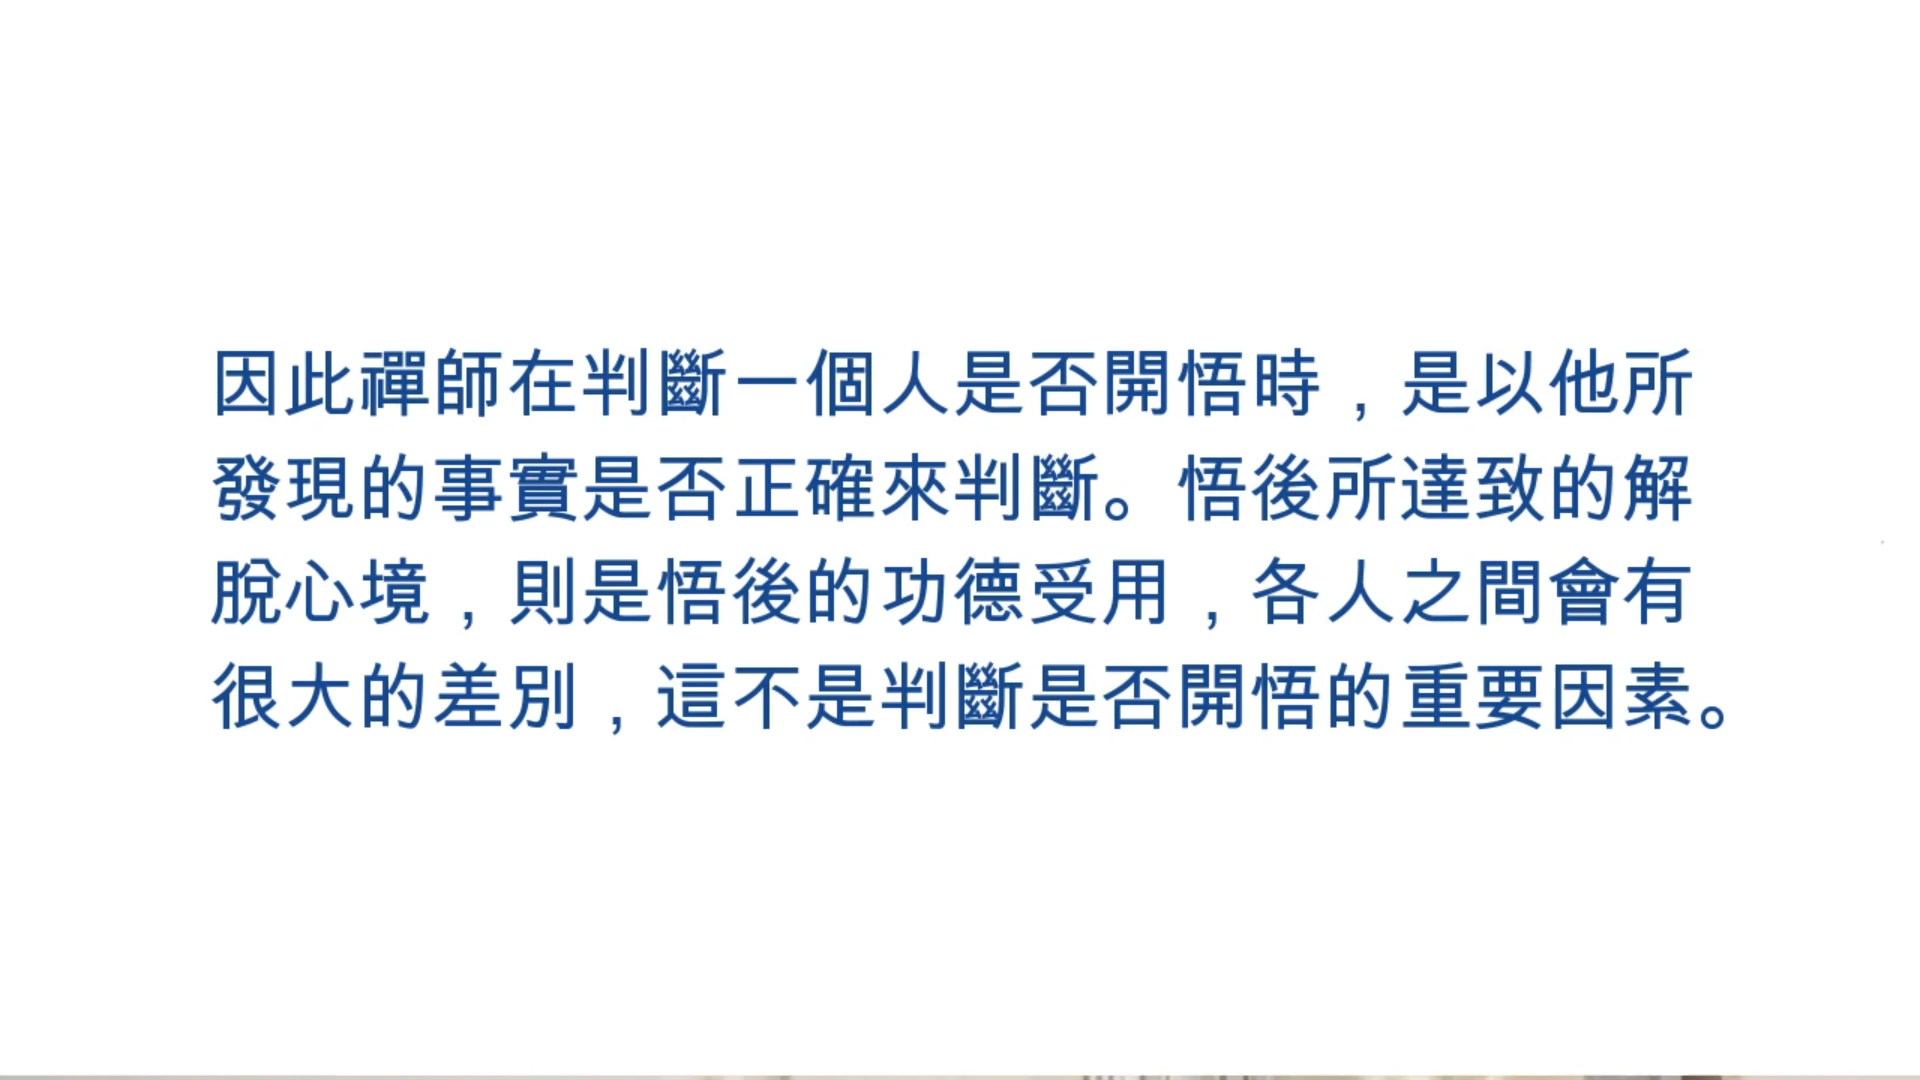 因此禪師在判斷一個人是否開悟時，是以他所
發現的事實是否正確來判斷。悟後所達致的解
脫心境，則是悟後的功德受用，各人之間會有
很大的差別，這不是判斷是否開悟的重要因素。